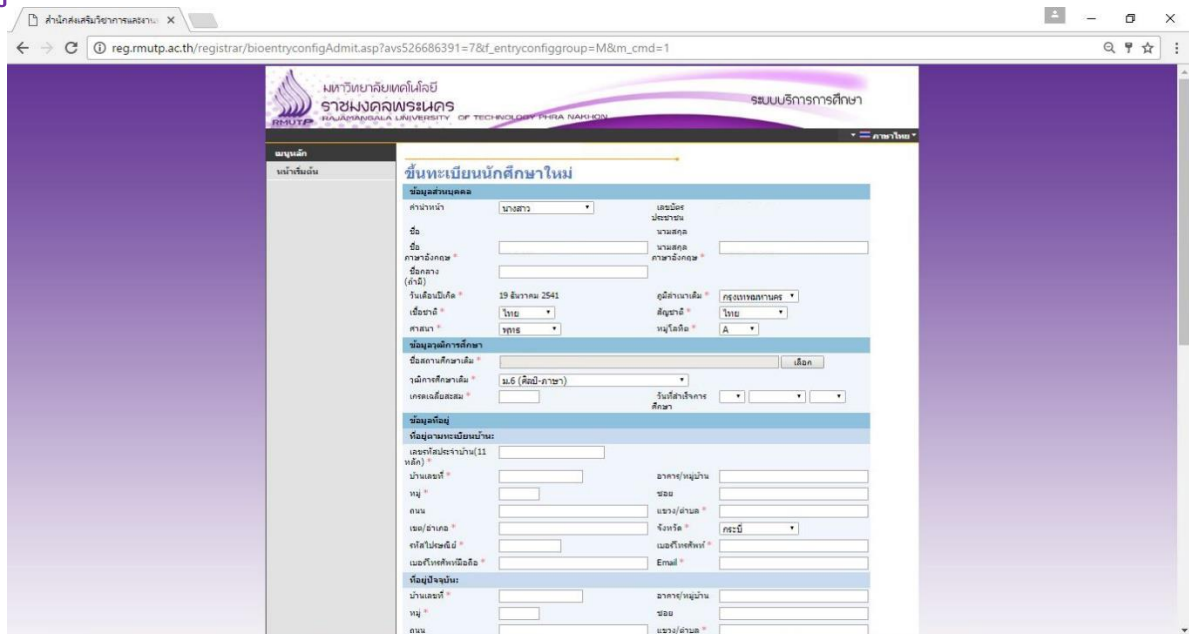 สำนักส่งเสริมวิชาการและงานะ
reg.rmutp.ac.th/registrar/bioentryconfigAdmit.asp?avs526686391=7&f_entryconfiggroup=M&m_cmd=1
มหาวิทยาลัยเทคโนโลยี
ราชมงคลพระนคร
RAJAMANGALA UNIVERSITY OF TECHNOLOGY PHRA NAKHON
RMUTP
ระบบบริการการศึกษา
ภาษาไทย
เมนูหลัก
หน้าเริ่มต้น
ขึ้นทะเบียนนักศึกษาใหม่
ข้อมูลส่วนบุคคล
คำนำหน้า นางสาว เลขบัตร
ประชาชน
ชื่อ นามสกุล
ชื่อ นามสกุล
ภาษาอังกฤษ * ภาษาอังกฤษ *
ชื่อกลาง
(ถ้ามี)
วันเดือนปีเกิด * 19 ธันวาคม 2541 ภูมิลำเนาเดิม * กรุงเทพมหานคร
เชื้อชาติ * ไทย สัญชาติ * ไทย
ศาสนา * พุทธ หมู่โลหิต * A
ข้อมูลวุฒิการศึกษา
ชื่อสถานศึกษาเดิม * เลือก
วุฒิการศึกษาเดิม * ม.6 (ศิลป์-ภาษา)
เกรดเฉลี่ยสะสม * วันที่สำเร็จการ
ศึกษา
ข้อมูลที่อยู่
ที่อยู่ตามทะเบียนบ้าน:
เลขรหัสประจำบ้าน(11
หลัก) *
บ้านเลขที่ * อาคาร/หมู่บ้าน
หมู่ * ซอย
ถนน แขวง/ตำบล *
เขต/อำเภอ * จังหวัด * กระบี่
รหัสไปรษณีย์ * เบอร์โทรศัพท์ *
เบอร์โทรศัพท์มือถือ * Email *
ที่อยู่ปัจจุบัน:
บ้านเลขที่ * อาคาร/หมู่บ้าน
หมู่ * ซอย
ถนน แขวง/ตำบล *